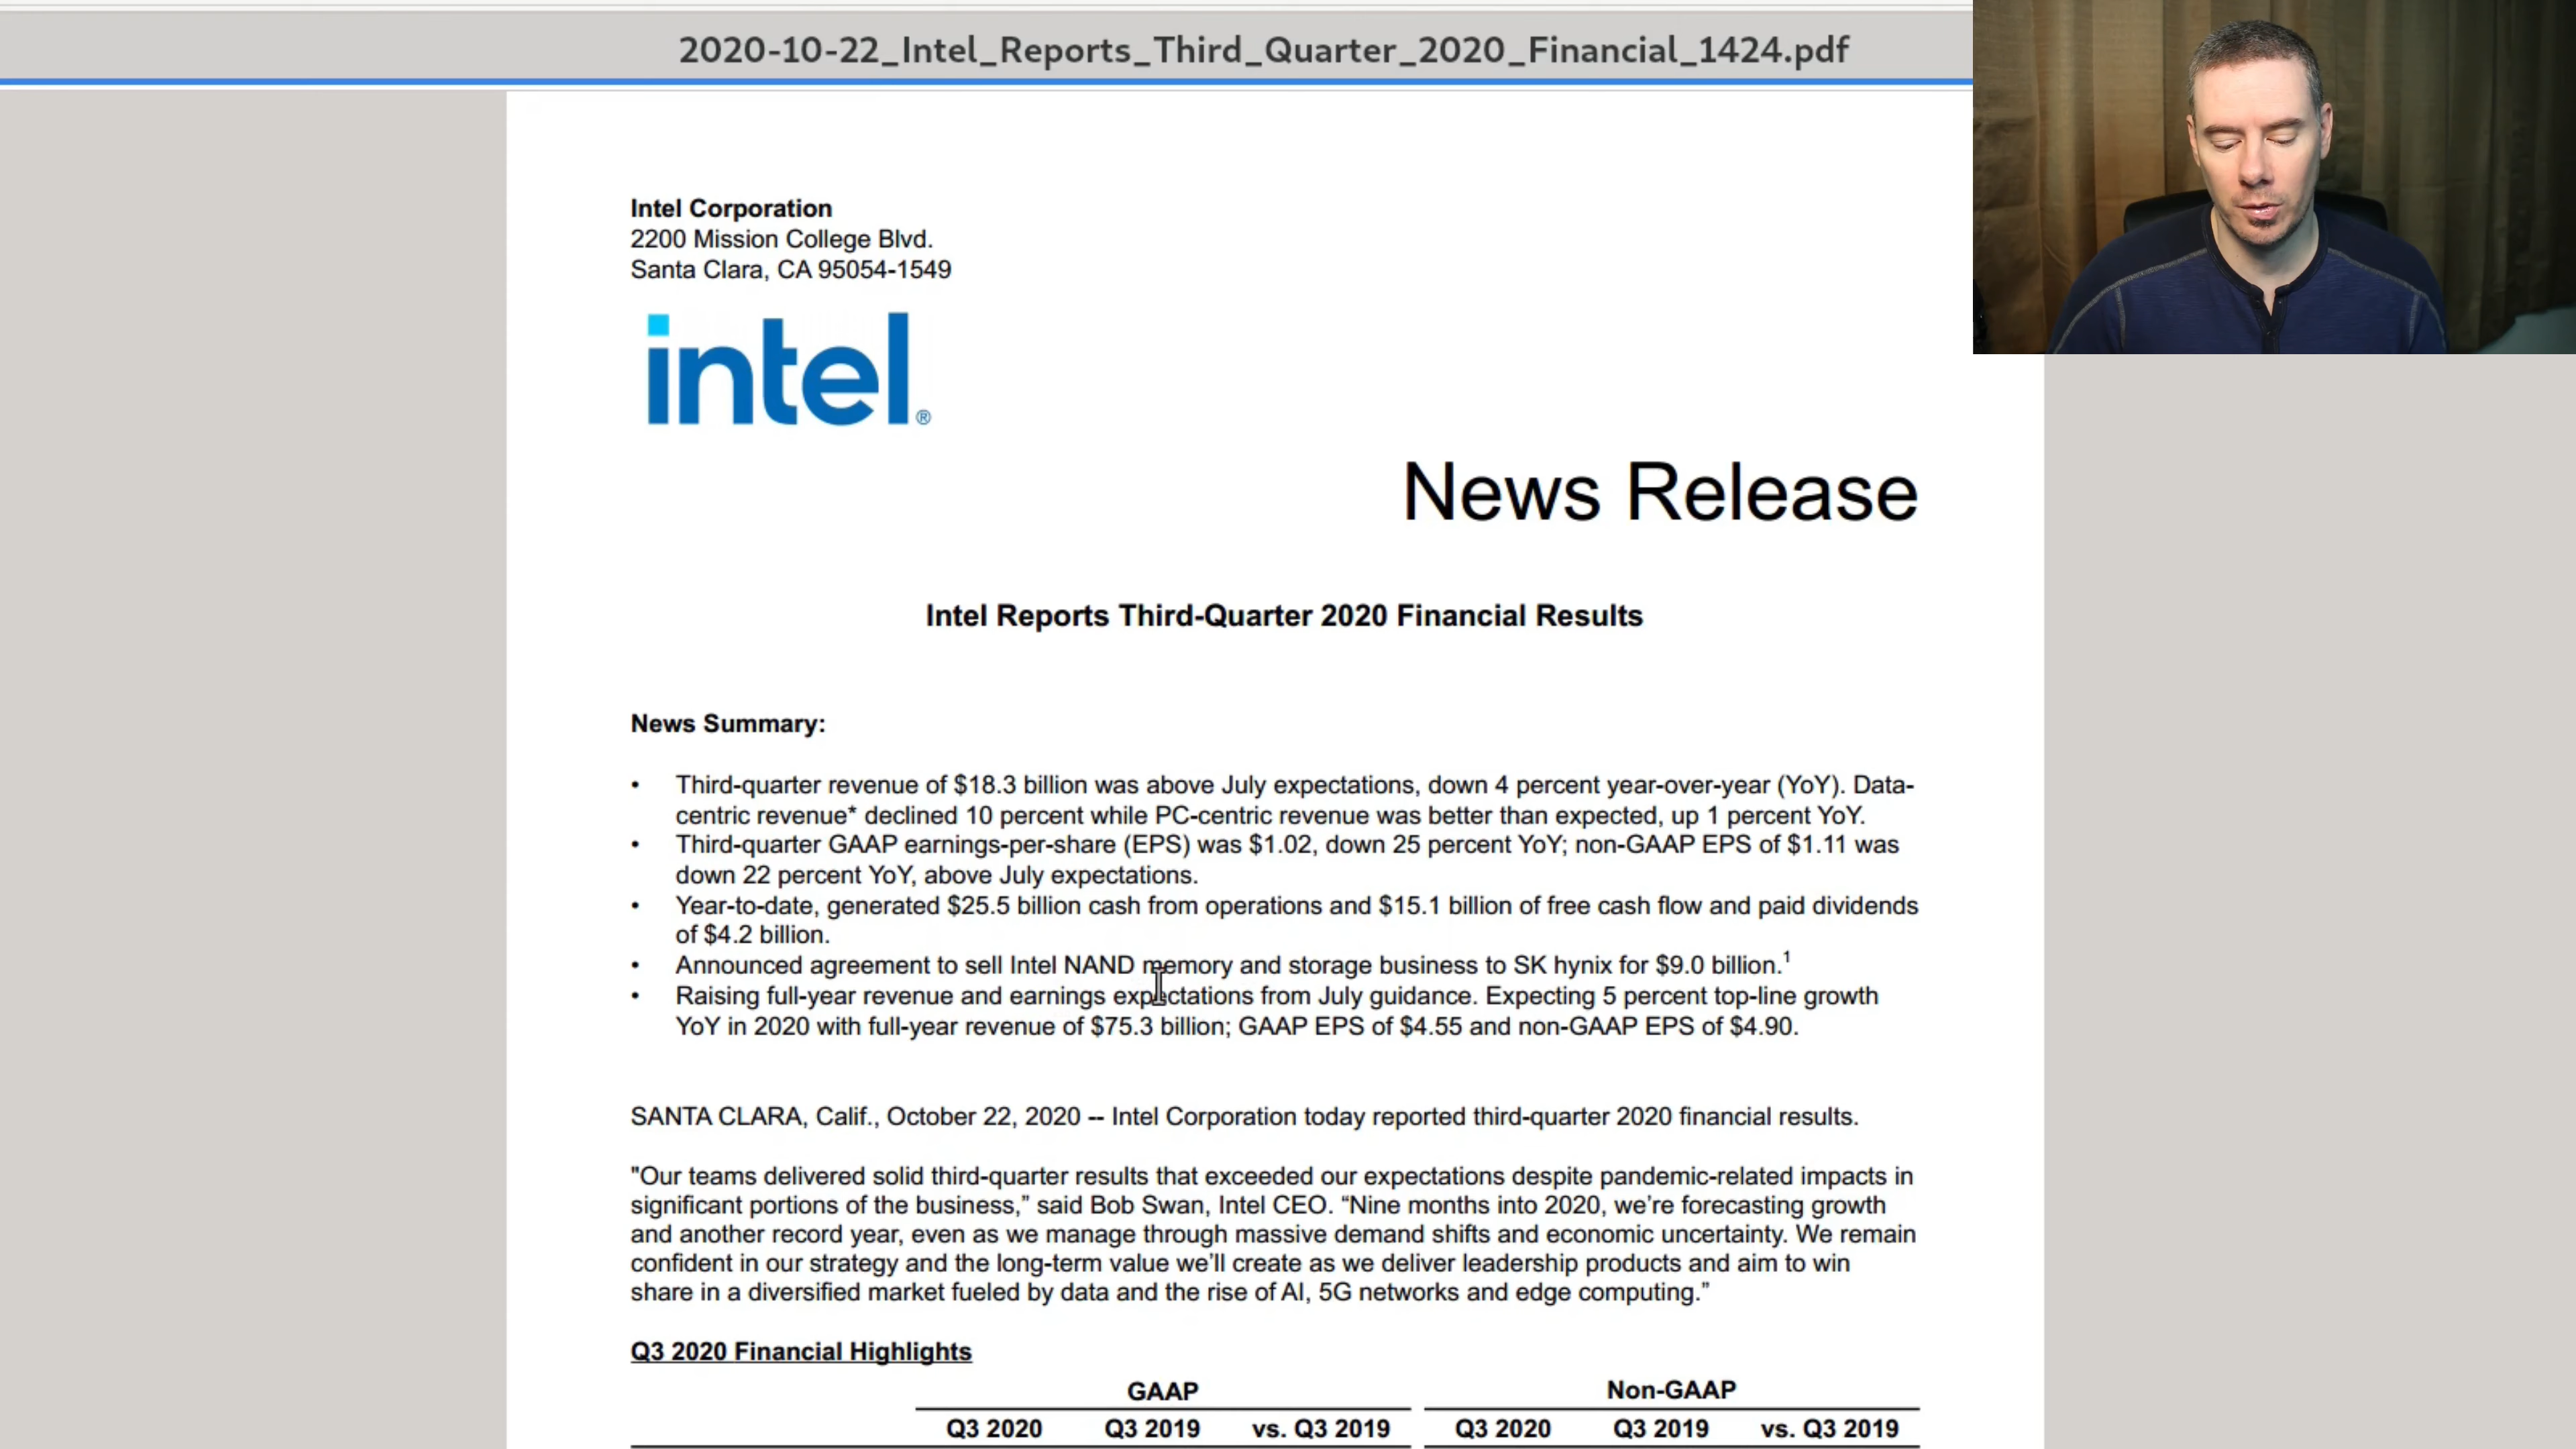 2020-10-22_Intel_Reports_Third_Quarter_2020_Financial_1424.pdf
Intel Corporation
2200 Mission College Blvd.
Santa Clara, CA 95054-1549
intel®
News Release
Intel Reports Third-Quarter 2020 Financial Results
News Summary:
• Third-quarter revenue of $18.3 billion was above July expectations, down 4 percent year-over-year (YoY). Data-
centric revenue* declined 10 percent while PC-centric revenue was better than expected, up 1 percent YoY.
• Third-quarter GAAP earnings-per-share (EPS) was $1.02, down 25 percent YoY; non-GAAP EPS of $1.11 was
down 22 percent YoY, above July expectations.
• Year-to-date, generated $25.5 billion cash from operations and $15.1 billion of free cash flow and paid dividends
of $4.2 billion.
• Announced agreement to sell Intel NAND memory and storage business to SK hynix for $9.0 billion.1
• Raising full-year revenue and earnings expectations from July guidance. Expecting 5 percent top-line growth
YoY in 2020 with full-year revenue of $75.3 billion; GAAP EPS of $4.55 and non-GAAP EPS of $4.90.
SANTA CLARA, Calif., October 22, 2020 -- Intel Corporation today reported third-quarter 2020 financial results.
"Our teams delivered solid third-quarter results that exceeded our expectations despite pandemic-related impacts in
significant portions of the business,” said Bob Swan, Intel CEO. “Nine months into 2020, we’re forecasting growth
and another record year, even as we manage through massive demand shifts and economic uncertainty. We remain
confident in our strategy and the long-term value we’ll create as we deliver leadership products and aim to win
share in a diversified market fueled by data and the rise of AI, 5G networks and edge computing.”
Q3 2020 Financial Highlights
GAAP Non-GAAP
Q3 2020 Q3 2019 vs. Q3 2019 Q3 2020 Q3 2019 vs. Q3 2019